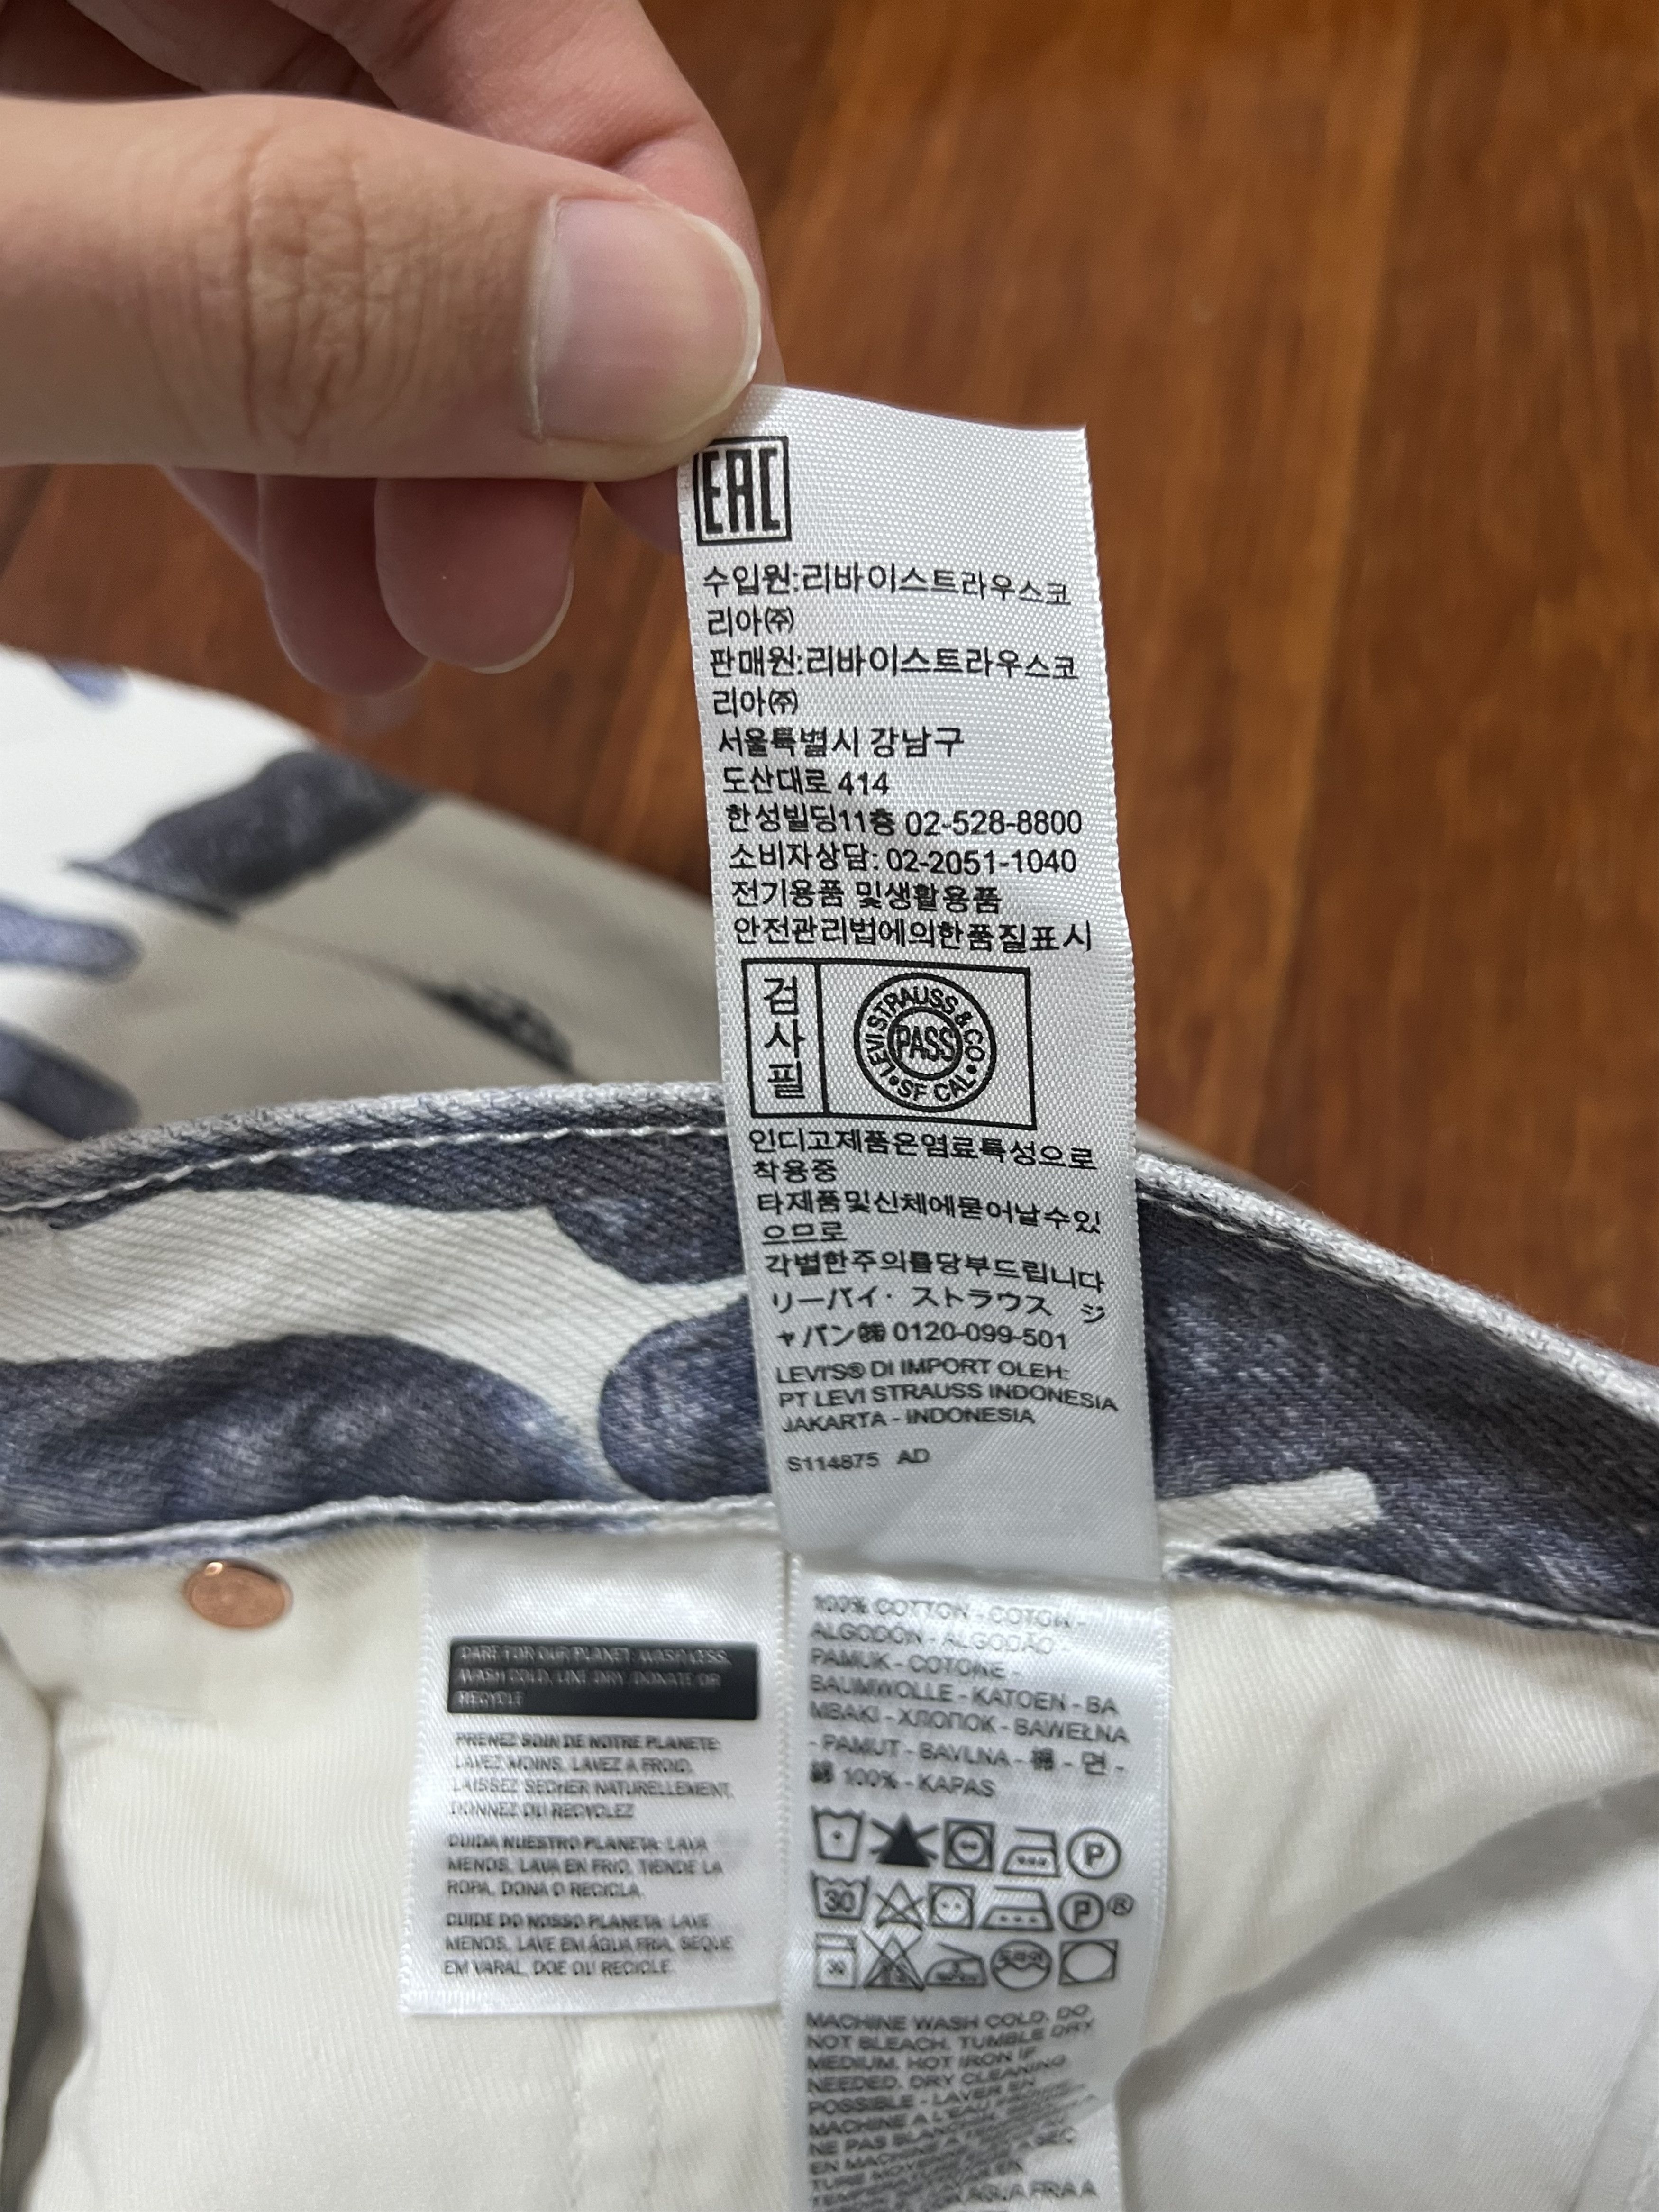 EAC
수입원:리바이스트라우스코
리아㈜
판매원:리바이스트라우스코
리아㈜
서울특별시 강남구
도산대로 414
한성빌딩11층 02-528-8800
소비자상담: 02-2051-1040
전기용품 및생활용품
안전관리법에의한품질표시
검
사
필
LEVI STRAUSS & CO.
PASS
SF CAL
인디고제품은염료특성으로
착용중
타제품및신체에묻어날수있
으므로
각별한주의를당부드립니다
リーバイ・ストラウス ジ
ャパン㈱ 0120-099-501
LEVI'S® DI IMPORT OLEH:
PT LEVI STRAUSS INDONESIA
JAKARTA - INDONESIA
S114875 AD
CARE FOR OUR PLANET: WASH LESS,
WASH COLD, LINE DRY, DONATE OR
RECYCLE
PRENEZ SOIN DE NOTRE PLANETE:
LAVEZ MOINS, LAVEZ A FROID,
LAISSEZ SECHER NATURELLEMENT,
DONNEZ OU RECYCLEZ
CUIDA NUESTRO PLANETA: LAVA
MENOS, LAVA EN FRIO, TIENDE LA
ROPA, DONA O RECICLA.
CUIDE DO NOSSO PLANETA: LAVE
MENOS, LAVE EM ÁGUA FRIA, SEQUE
EM VARAL, DOE OU RECICLE.
100% COTTON - COTON -
ALGODON - ALGODÃO
PAMUK - COTONE -
BAUMWOLLE - KATOEN - BA
MBAKI - ХЛОПОК - BAWEŁNA
- PAMUT - BAVLNA - 棉 - 면 -
綿 100% - KAPAS
P
30
P®
30
MACHINE WASH COLD. DO
NOT BLEACH. TUMBLE DRY
MEDIUM. HOT IRON IF
NEEDED. DRY CLEANING
POSSIBLE - LAVER EN
MACHINE A L'EAU
NE PAS
EN MACHINE A